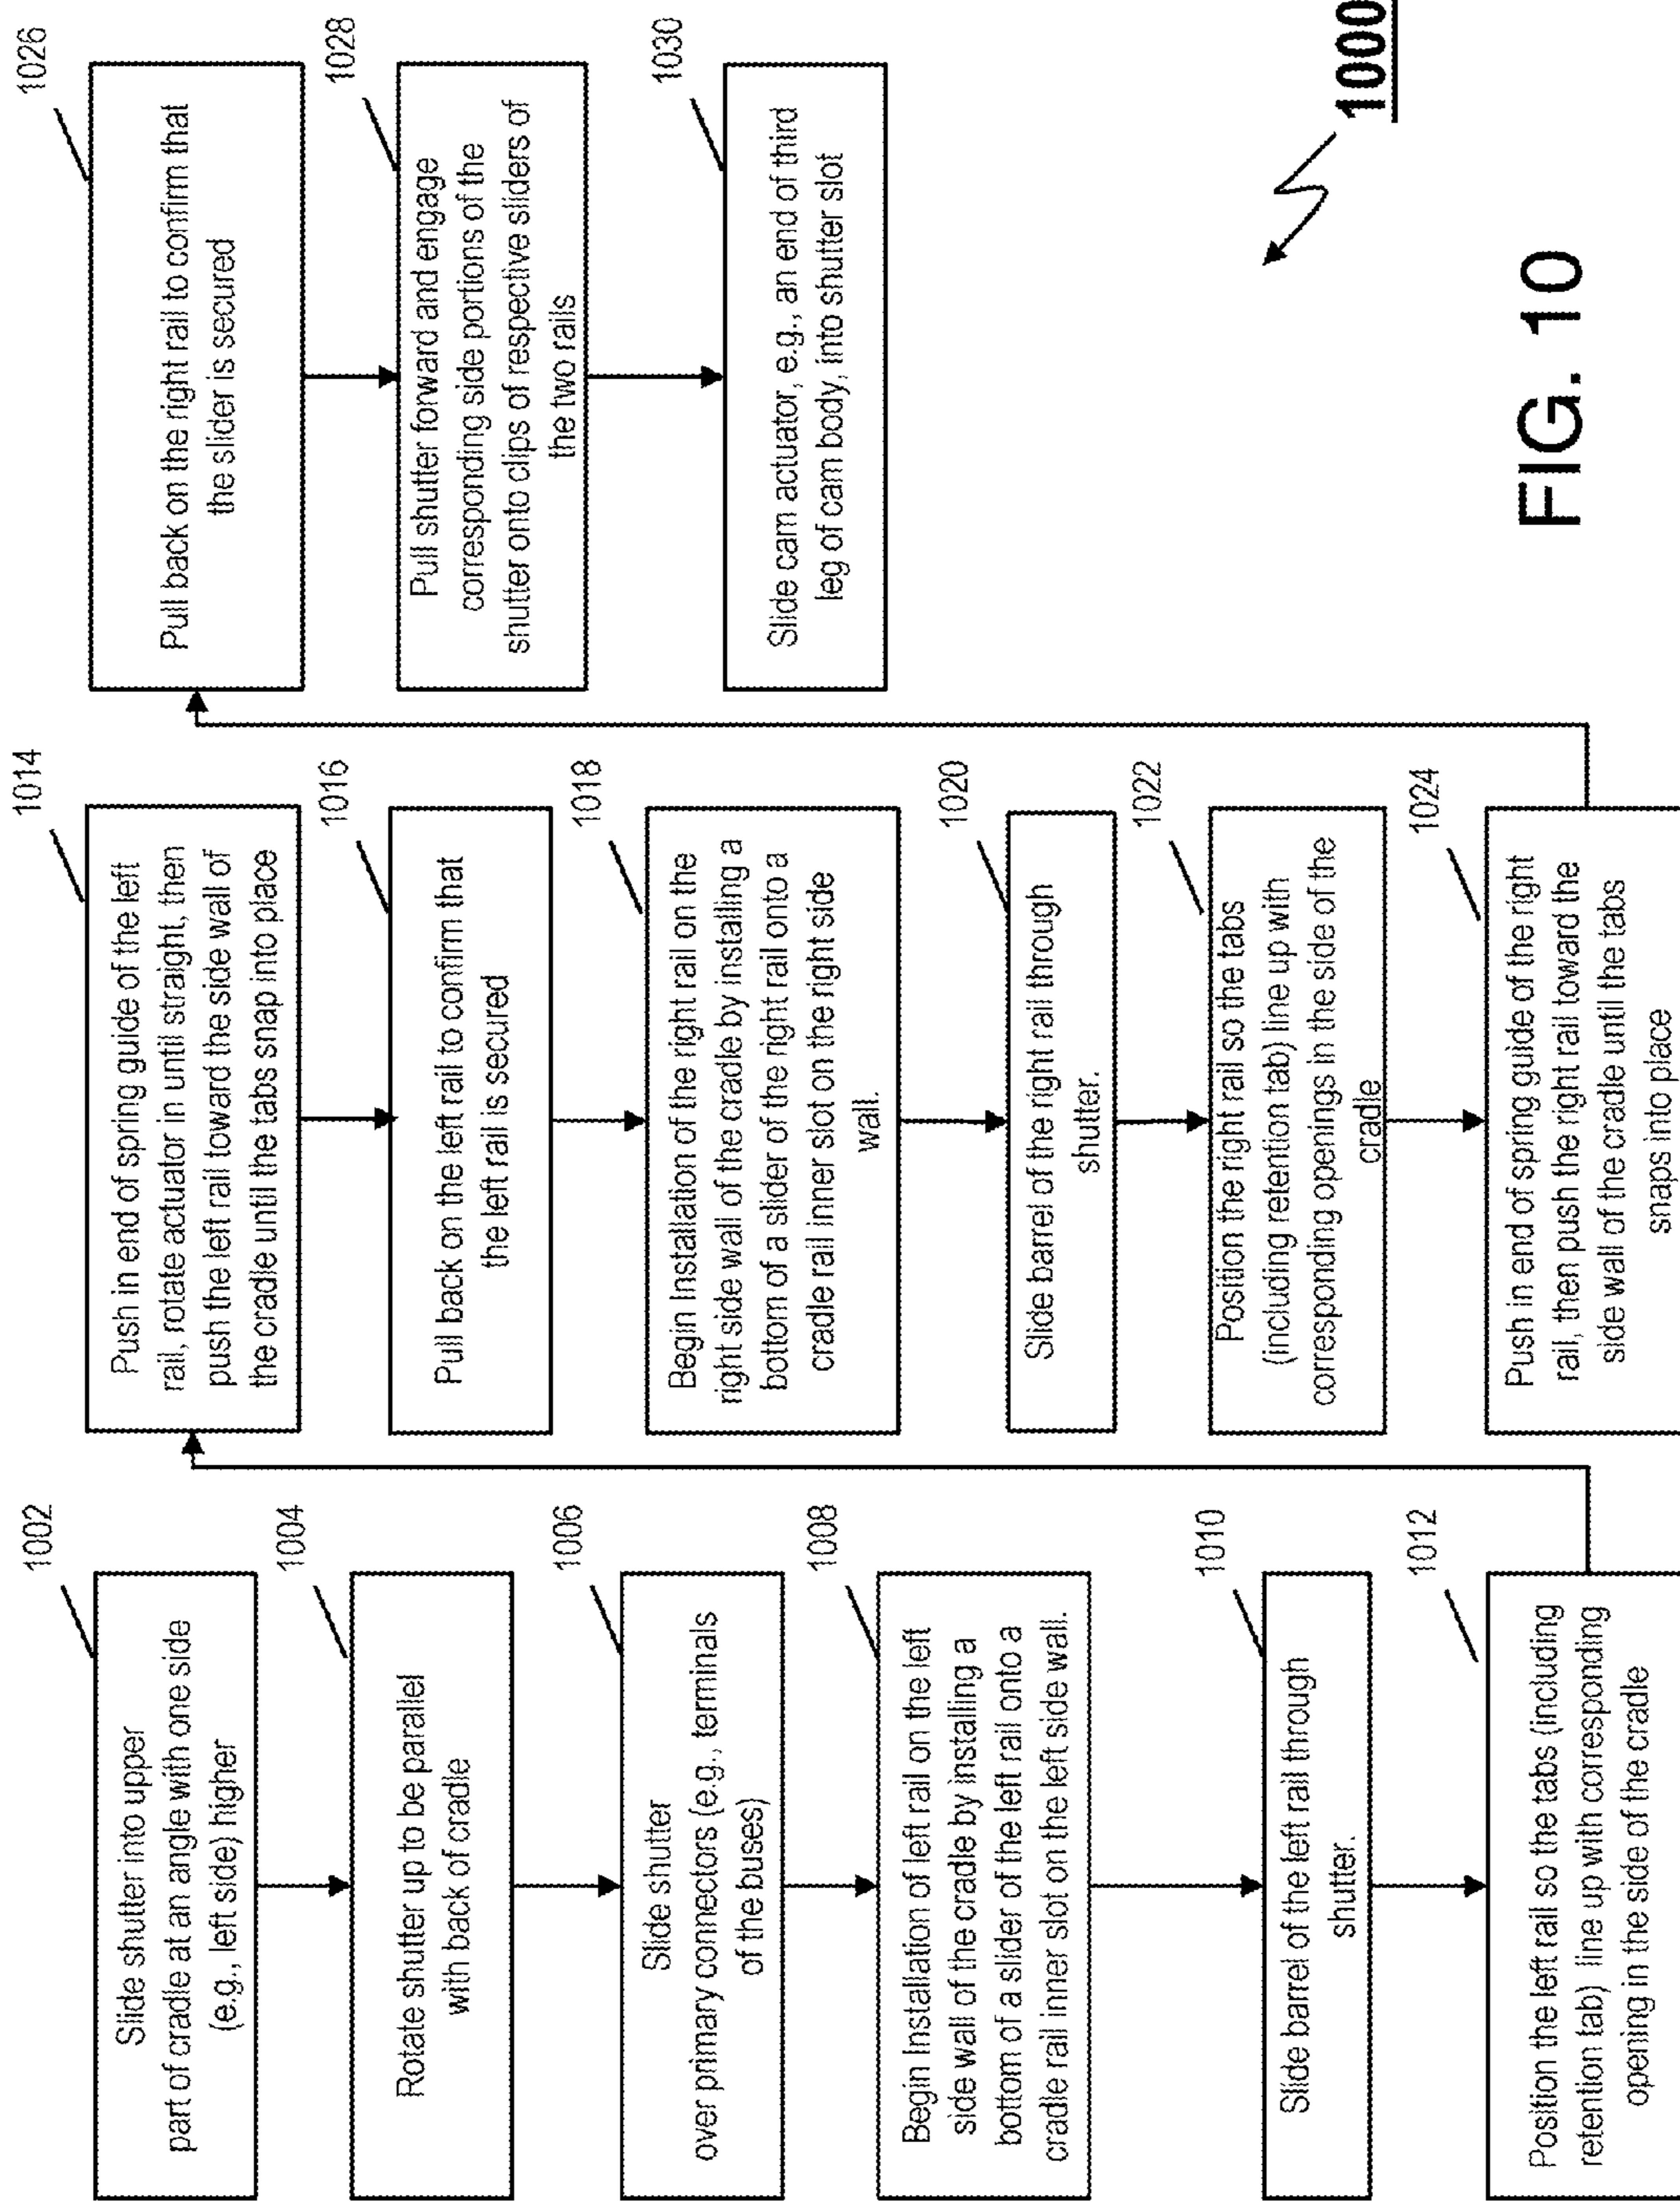 1002
Slide shutter into upper
part of cradle at an angle with one side
(e.g., left side) higher
1004
Rotate shutter up to be parallel
with back of cradle
1006
Slide shutter
over primary connectors (e.g., terminals
of the buses)
1008
Begin Installation of left rail on the left
side wall of the cradle by installing a
bottom of a slider of the left rail onto a
cradle rail inner slot on the left side wall.
1010
Slide barrel of the left rail through
shutter.
1012
Position the left rail so the tabs (including
retention tab) line up with corresponding
opening in the side of the cradle
1014
Push in end of spring guide of the left
rail, rotate actuator in until straight, then
push the left rail toward the side wall of
the cradle until the tabs snap into place
1016
Pull back on the left rail to confirm that
the left rail is secured
1018
Begin Installation of the right rail on the
right side wall of the cradle by installing a
bottom of a slider of the right rail onto a
cradle rail inner slot on the right side
wall.
1020
Slide barrel of the right rail through
shutter.
1022
Position the right rail so the tabs
(including retention tab) line up with
corresponding openings in the side of the
cradle
1024
Push in end of spring guide of the right
rail, then push the right rail toward the
side wall of the cradle until the tabs
snaps into place
1026
Pull back on the right rail to confirm that
the slider is secured
1028
Pull shutter forward and engage
corresponding side portions of the
shutter onto clips of respective sliders of
the two rails
1030
Slide cam actuator, e.g., an end of third
leg of cam body, into shutter slot
1000
FIG. 10